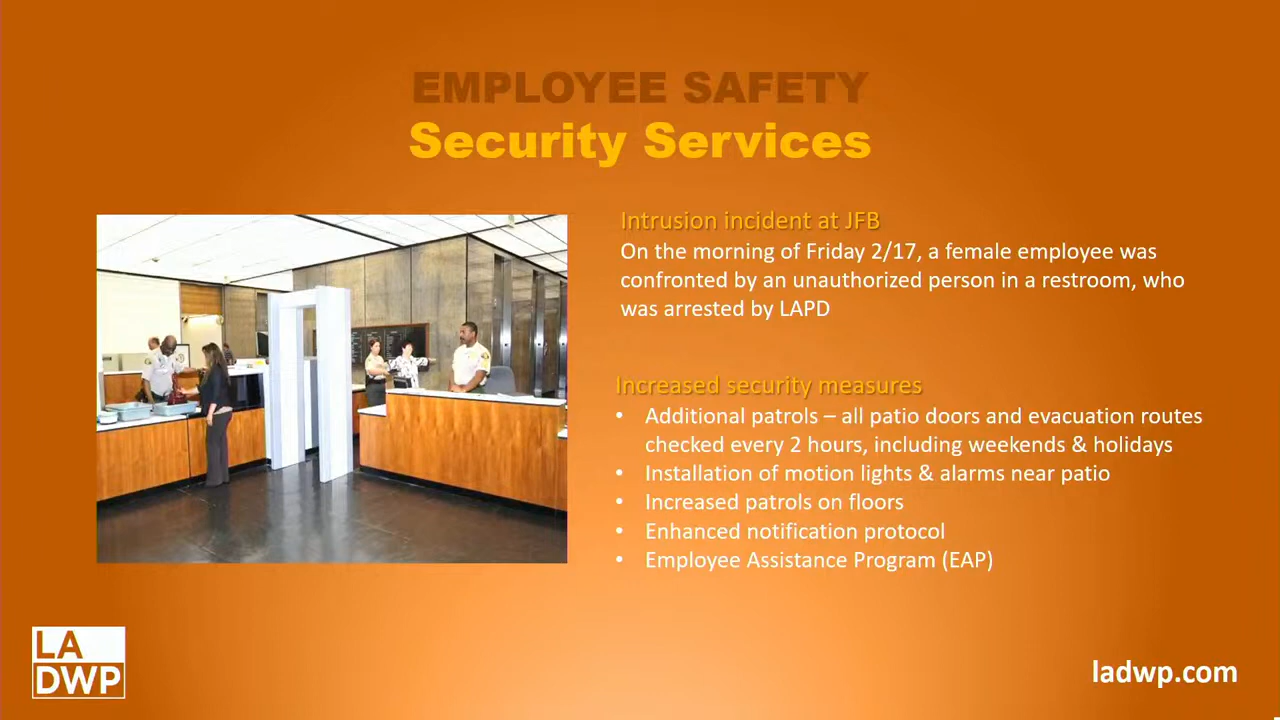 EMPLOYEE SAFETY
Security Services
Intrusion incident at JFB
On the morning of Friday 2/17, a female employee was
confronted by an unauthorized person in a restroom, who
was arrested by LAPD
Increased security measures
• Additional patrols – all patio doors and evacuation routes
checked every 2 hours, including weekends & holidays
• Installation of motion lights & alarms near patio
• Increased patrols on floors
• Enhanced notification protocol
• Employee Assistance Program (EAP)
LA
DWP
ladwp.com